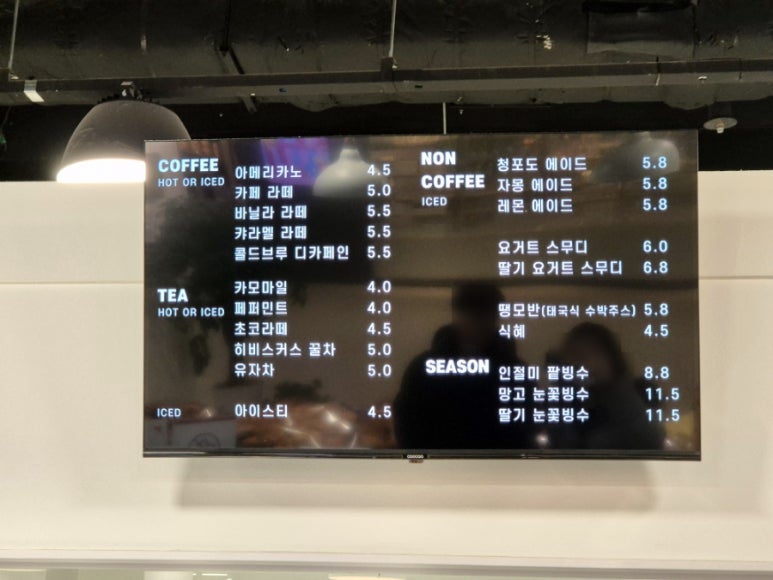 COFFEE
HOT OR ICED
아메리카노 4.5
카페 라떼 5.0
바닐라 라떼 5.5
캬라멜 라떼 5.5
콜드브루 디카페인 5.5
TEA
HOT OR ICED
카모마일 4.0
페퍼민트 4.0
초코라떼 4.5
히비스커스 꿀차 5.0
유자차 5.0
ICED
아이스티 4.5
NON
COFFEE
ICED
청포도 에이드 5.8
자몽 에이드 5.8
레몬 에이드 5.8
요거트 스무디 6.0
딸기 요거트 스무디 6.8
땡모반(태국식 수박주스) 5.8
식혜 4.5
SEASON
인절미 팥빙수 8.8
망고 눈꽃빙수 11.5
딸기 눈꽃빙수 11.5